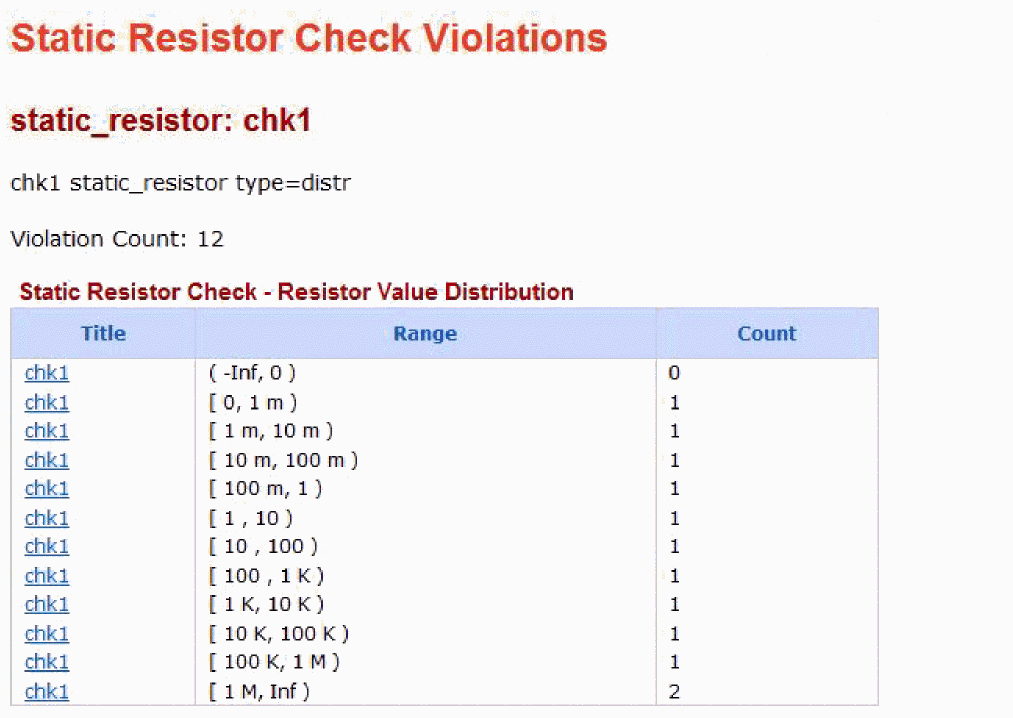 Static Resistor Check Violations
static_resistor: chk1
chk1 static_resistor type=distr
Violation Count: 12
Static Resistor Check - Resistor Value Distribution
Title Range Count
chk1 ( -Inf, 0 ) 0
chk1 [ 0, 1 m ) 1
chk1 [ 1 m, 10 m ) 1
chk1 [ 10 m, 100 m ) 1
chk1 [ 100 m, 1 ) 1
chk1 [ 1 , 10 ) 1
chk1 [ 10 , 100 ) 1
chk1 [ 100 , 1 K ) 1
chk1 [ 1 K, 10 K ) 1
chk1 [ 10 K, 100 K ) 1
chk1 [ 100 K, 1 M ) 1
chk1 [ 1 M, Inf ) 2